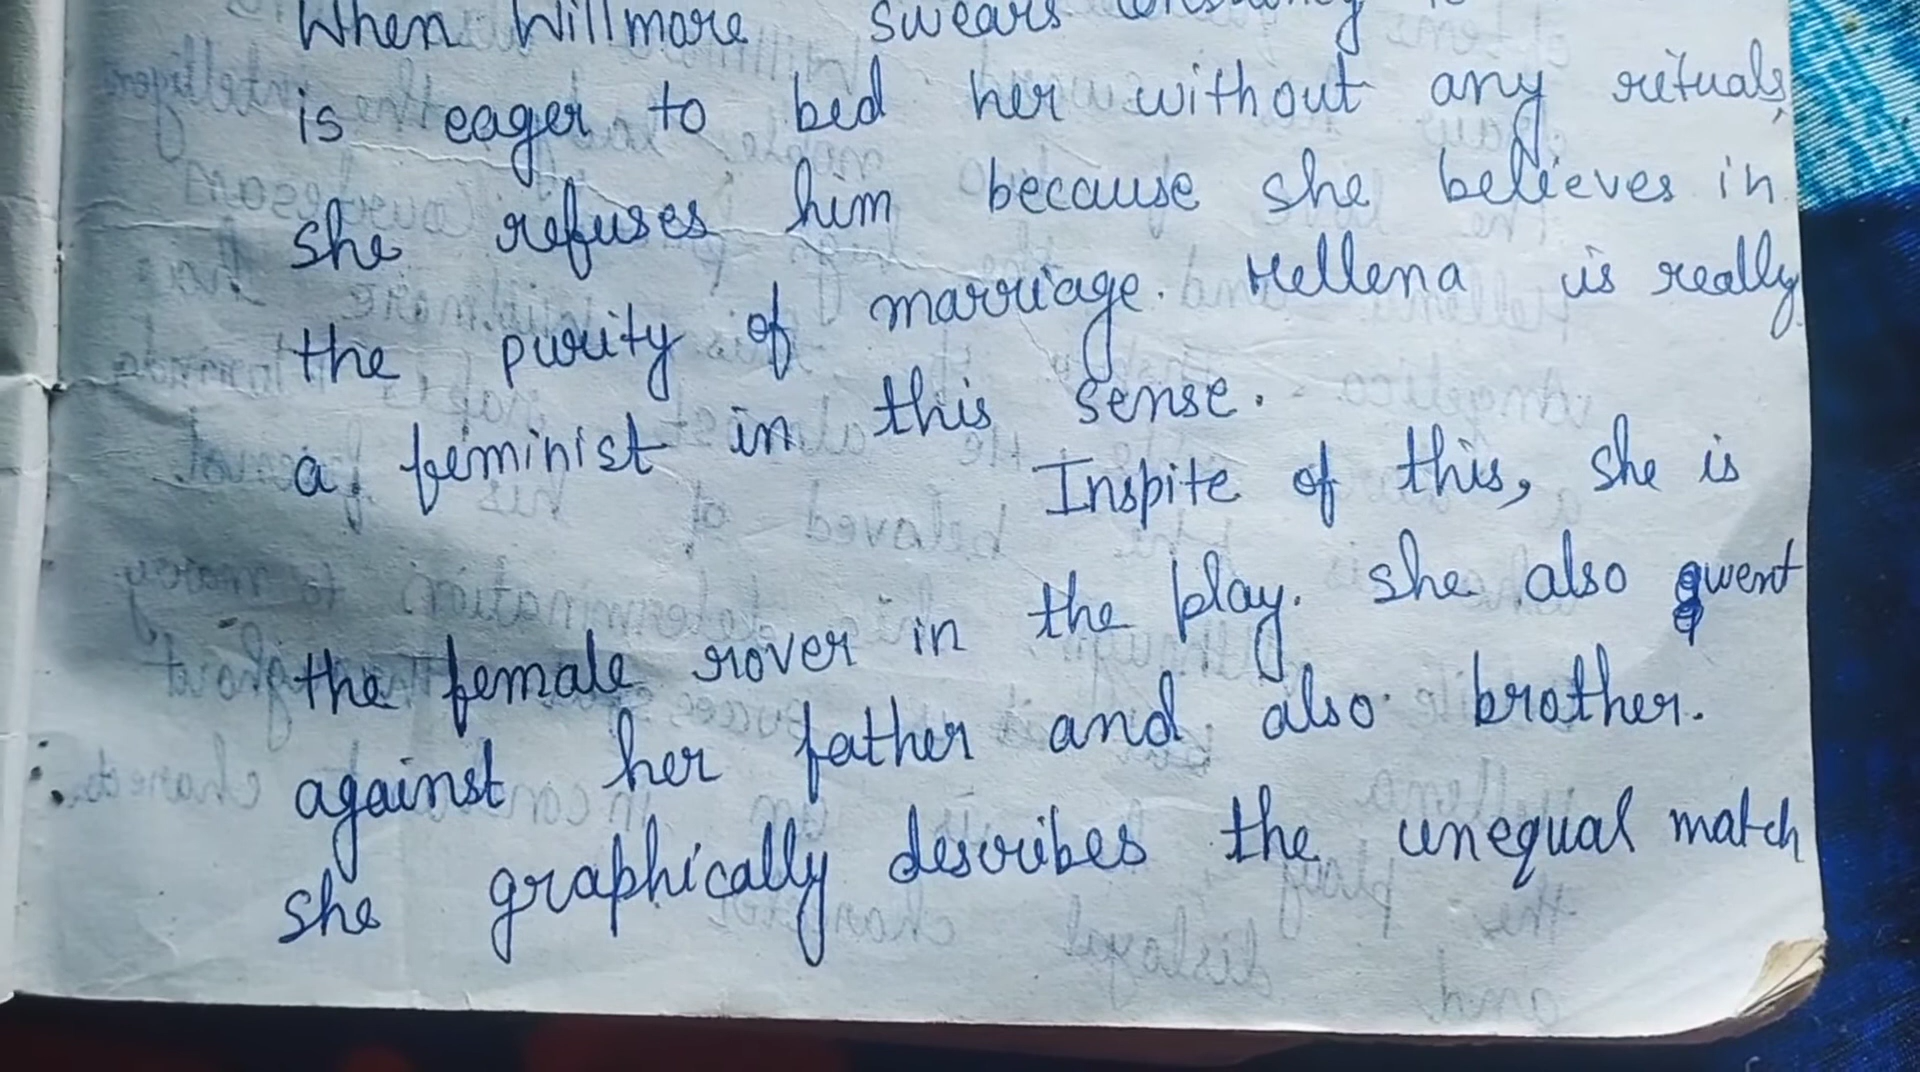 When Willmore swears constancy
is eager to bed her without any rituals,
she refuses him because she believes in
the purity of marriage. Hellena is really
a feminist in this sense.
Inspite of this, she is
the female rover in the play. she also went
against her father and also brother.
she graphically describes the unequal match